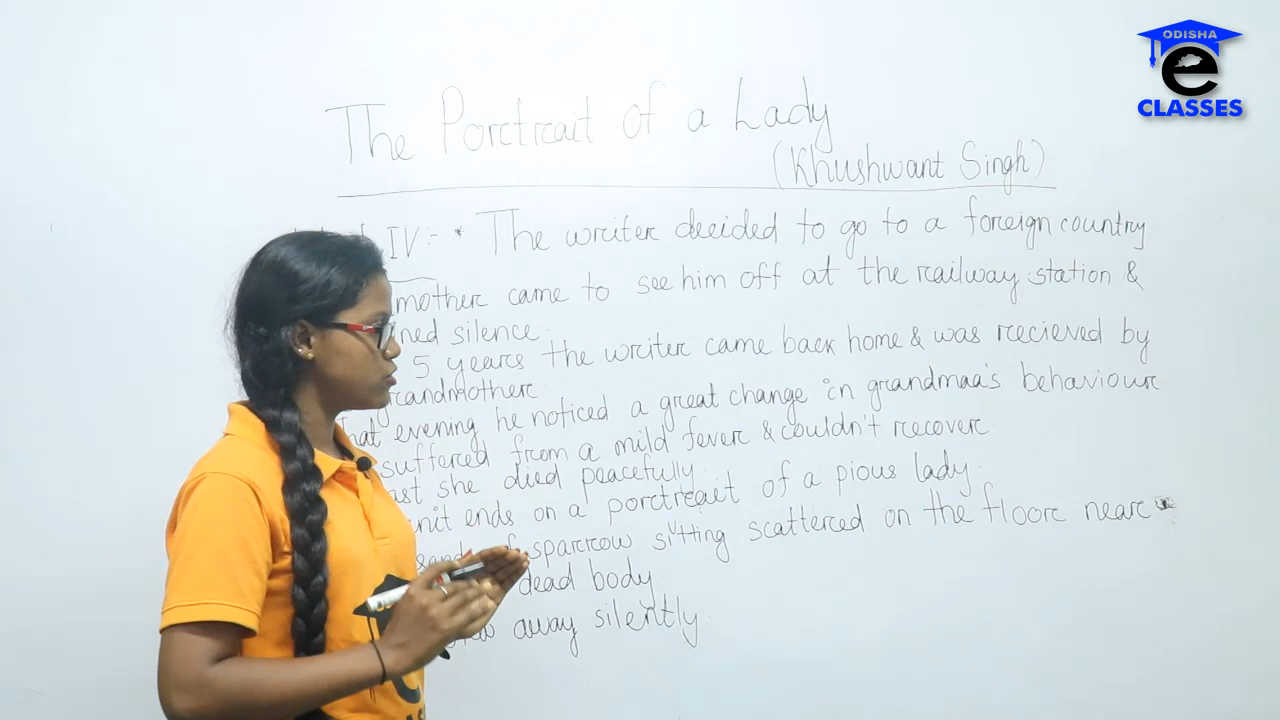 ODISHA
e
CLASSES
The Portrait of a Lady
(Khushwant Singh)
IV:- * The writer decided to go to a foreign country
mother came to see him off at the railway station &
ned silence.
5 years the writer came back home & was recieved by
grandmother
That evening he noticed a great change in grandmaa's behaviour
suffered from a mild fever & couldn't recover.
ast she died peacefully.
unit ends on a portrait of a pious lady.
sparrow sitting scattered on the floor near
dead body.
away silently.